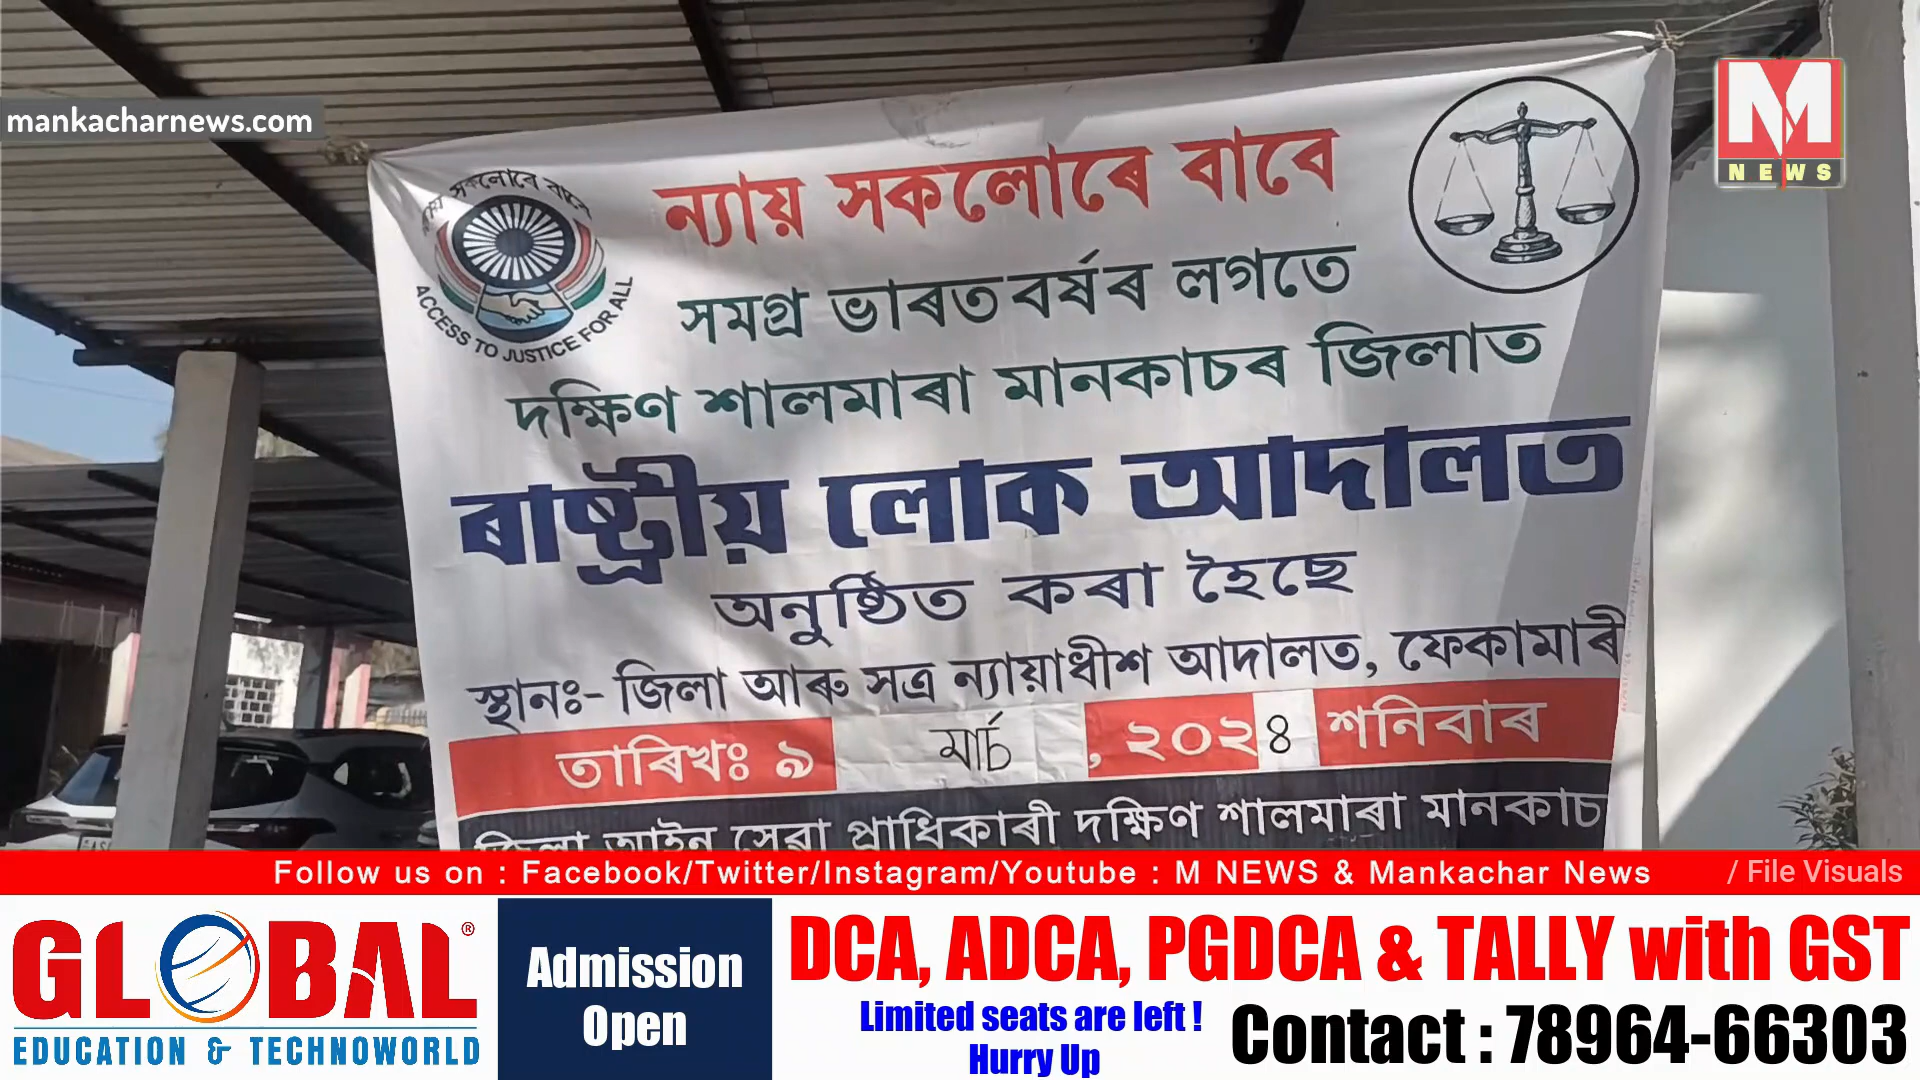 mankacharnews.com
M
NEWS
সকলোৰে বাবে
ACCESS TO JUSTICE FOR ALL
ন্যায় সকলোৰে বাবে
সমগ্ৰ ভাৰতবৰ্ষৰ লগতে
দক্ষিণ শালমাৰা মানকাচৰ জিলাত
ৰাষ্ট্ৰীয় লোক আদালত
অনুষ্ঠিত কৰা হৈছে
স্থানঃ- জিলা আৰু সত্ৰ ন্যায়াধীশ আদালত, ফেকামাৰী
তাৰিখঃ ৯ মাৰ্চ , ২০২৪ শনিবাৰ
জিলা আইন সেৱা প্ৰাধিকাৰী দক্ষিণ শালমাৰা মানকাচ
Follow us on : Facebook/Twitter/Instagram/Youtube : M NEWS & Mankachar News
/ File Visuals
GLOBAL®
EDUCATION & TECHNOWORLD
Admission
Open
DCA, ADCA, PGDCA & TALLY with GST
Limited seats are left !
Hurry Up
Contact : 78964-66303